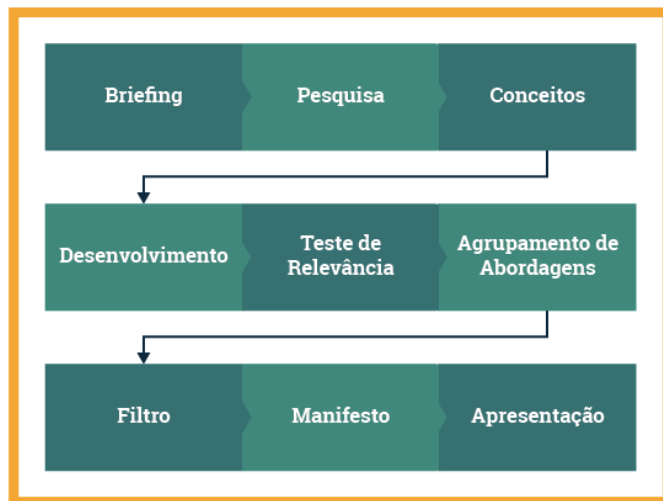 Briefing
Pesquisa
Conceitos
Desenvolvimento
Teste de
Relevância
Agrupamento de
Abordagens
Filtro
Manifesto
Apresentação